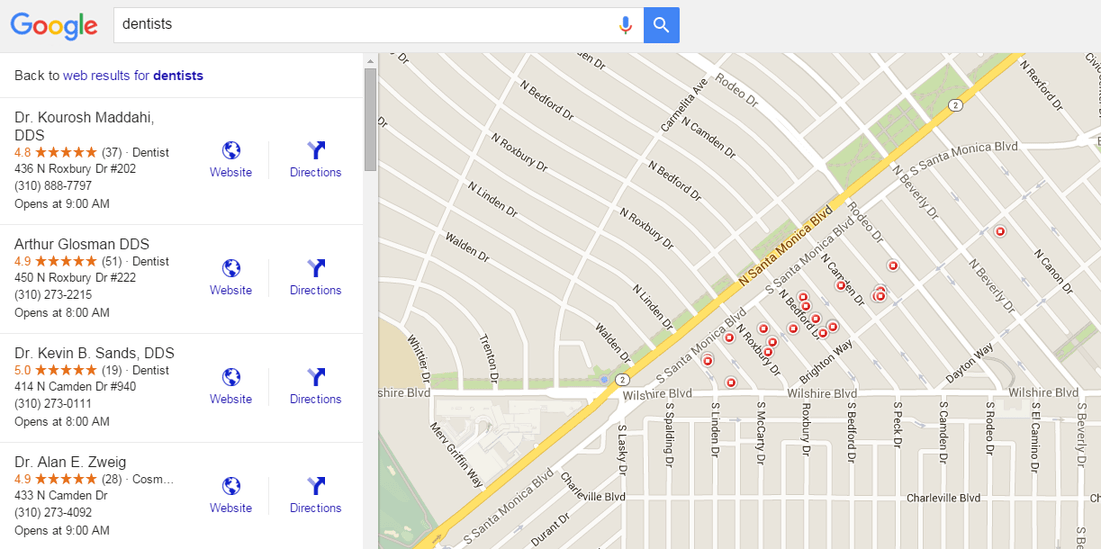 Google
dentists
Back to web results for dentists
Dr. Kourosh Maddahi,
DDS
4.8 ★★★★★ (37) · Dentist
436 N Roxbury Dr #202
(310) 888-7797
Opens at 9:00 AM
Website
Directions
Arthur Glosman DDS
4.9 ★★★★★ (51) · Dentist
450 N Roxbury Dr #222
(310) 273-2215
Opens at 8:00 AM
Website
Directions
Dr. Kevin B. Sands, DDS
5.0 ★★★★★ (19) · Dentist
414 N Camden Dr #940
(310) 273-0111
Opens at 8:00 AM
Website
Directions
Dr. Alan E. Zweig
4.9 ★★★★★ (28) · Cosm...
433 N Camden Dr
(310) 273-4092
Opens at 9:00 AM
Website
Directions
N Bedford Dr
N Roxbury Dr
N Linden Dr
Walden Dr
Whittier Dr
Trenton Dr
Carmelita Ave
Rodeo Dr
N Camden Dr
N Bedford Dr
N Roxbury Dr
N Linden Dr
Walden Dr
N Rexford Dr
2
S Santa Monica Blvd
N Santa Monica Blvd
S Santa Monica Blvd
S Santa Monica Blvd
N Beverly Dr
Rodeo Dr
N Camden Dr
N Bedford Dr
N Roxbury Dr
N Canon Dr
N Beverly Dr
Brighton Way
Dayton Way
2
shire Blvd
Wilshire Blvd
Wilshire Blvd
Wilshire Blvd
Merv Griffin Way
S Lasky Dr
S Spalding Dr
S Linden Dr
S McCarty Dr
Roxbury Dr
S Bedford Dr
S Peck Dr
S Camden Dr
S Rodeo Dr
S El Camino Dr
S Beverly Dr
Charleville Blvd
Charleville Blvd
Durant Dr
S Santa Monica Blvd